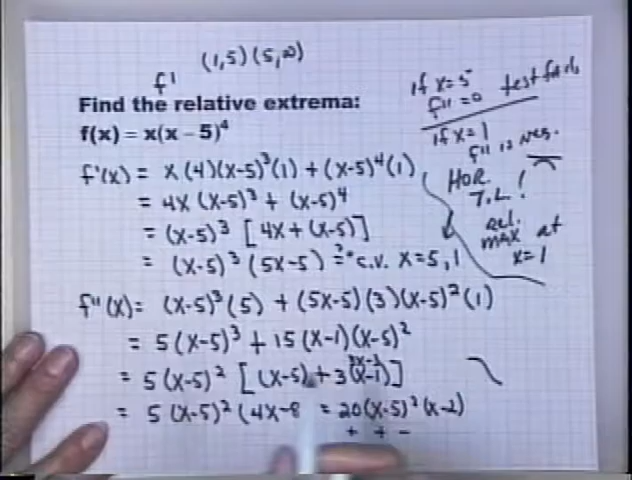 (1,5) (5,∞)
f'
Find the relative extrema:
f(x) = x(x − 5)⁴
if x=5
f''=0 test fails
if x=1
f'' is neg.
HOR.
T.L.!
rel.
max at
x=1
f'(x) = x(4)(x-5)³(1) + (x-5)⁴(1)
= 4x(x-5)³ + (x-5)⁴
= (x-5)³ [4x+(x-5)]
= (x-5)³ (5x-5) =? 0 c.v. x=5,1
f''(x) = (x-5)³(5) + (5x-5)(3)(x-5)²(1)
= 5(x-5)³ + 15(x-1)(x-5)²
3x-3
= 5(x-5)² [(x-5)+3(x-1)]
= 5(x-5)² (4x-8 = 20(x-5)²(x-2)
+ + −